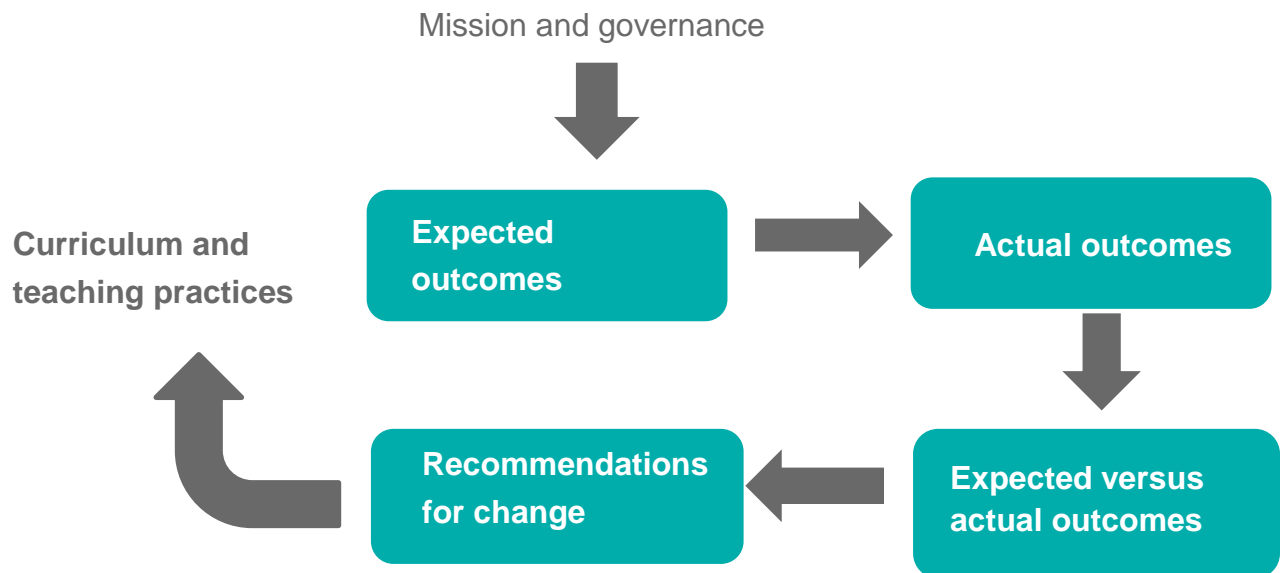 Mission and governance
Expected
outcomes
Actual outcomes
Curriculum and
teaching practices
Recommendations
for change
Expected versus
actual outcomes